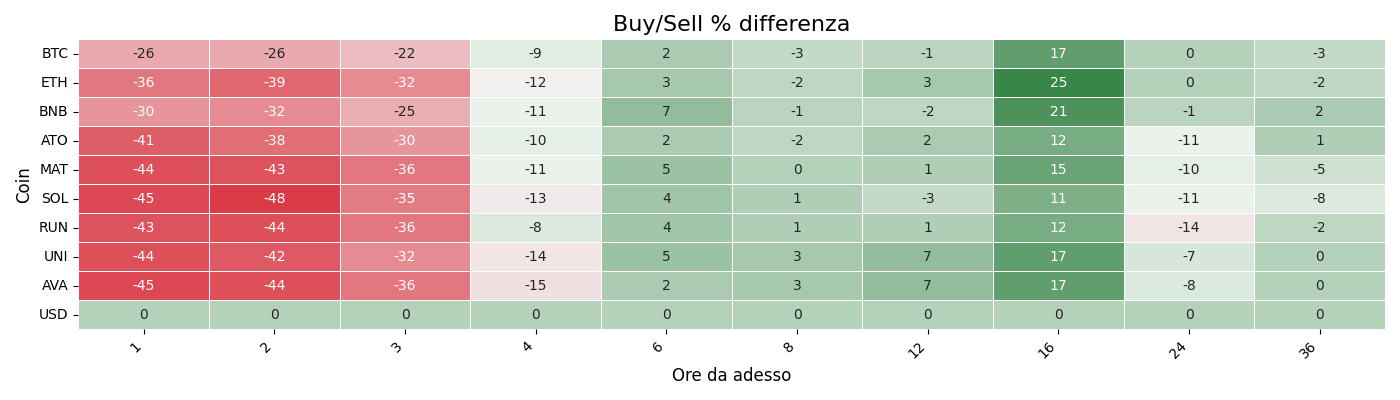 Buy/Sell % differenza
Coin
BTC -26 -26 -22 -9 2 -3 -1 17 0 -3
ETH -36 -39 -32 -12 3 -2 3 25 0 -2
BNB -30 -32 -25 -11 7 -1 -2 21 -1 2
ATO -41 -38 -30 -10 2 -2 2 12 -11 1
MAT -44 -43 -36 -11 5 0 1 15 -10 -5
SOL -45 -48 -35 -13 4 1 -3 11 -11 -8
RUN -43 -44 -36 -8 4 1 1 12 -14 -2
UNI -44 -42 -32 -14 5 3 7 17 -7 0
AVA -45 -44 -36 -15 2 3 7 17 -8 0
USD 0 0 0 0 0 0 0 0 0 0
1 2 3 4 6 8 12 16 24 36
Ore da adesso